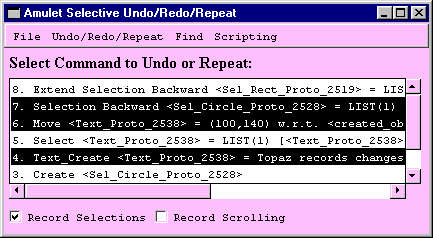 Amulet Selective Undo/Redo/Repeat
File Undo/Redo/Repeat Find Scripting
Select Command to Undo or Repeat:
8. Extend Selection Backward <Sel_Rect_Proto_2519> = LIS
7. Selection Backward <Sel_Circle_Proto_2528> = LIST(1)
6. Move <Text_Proto_2538> = (100,140) w.r.t. <created_ob
5. Select <Text_Proto_2538> = LIST(1) [<Text_Proto_2538>
4. Text_Create <Text_Proto_2538> = Topaz records changes
3. Create <Sel_Circle_Proto_2528>
Record Selections Record Scrolling